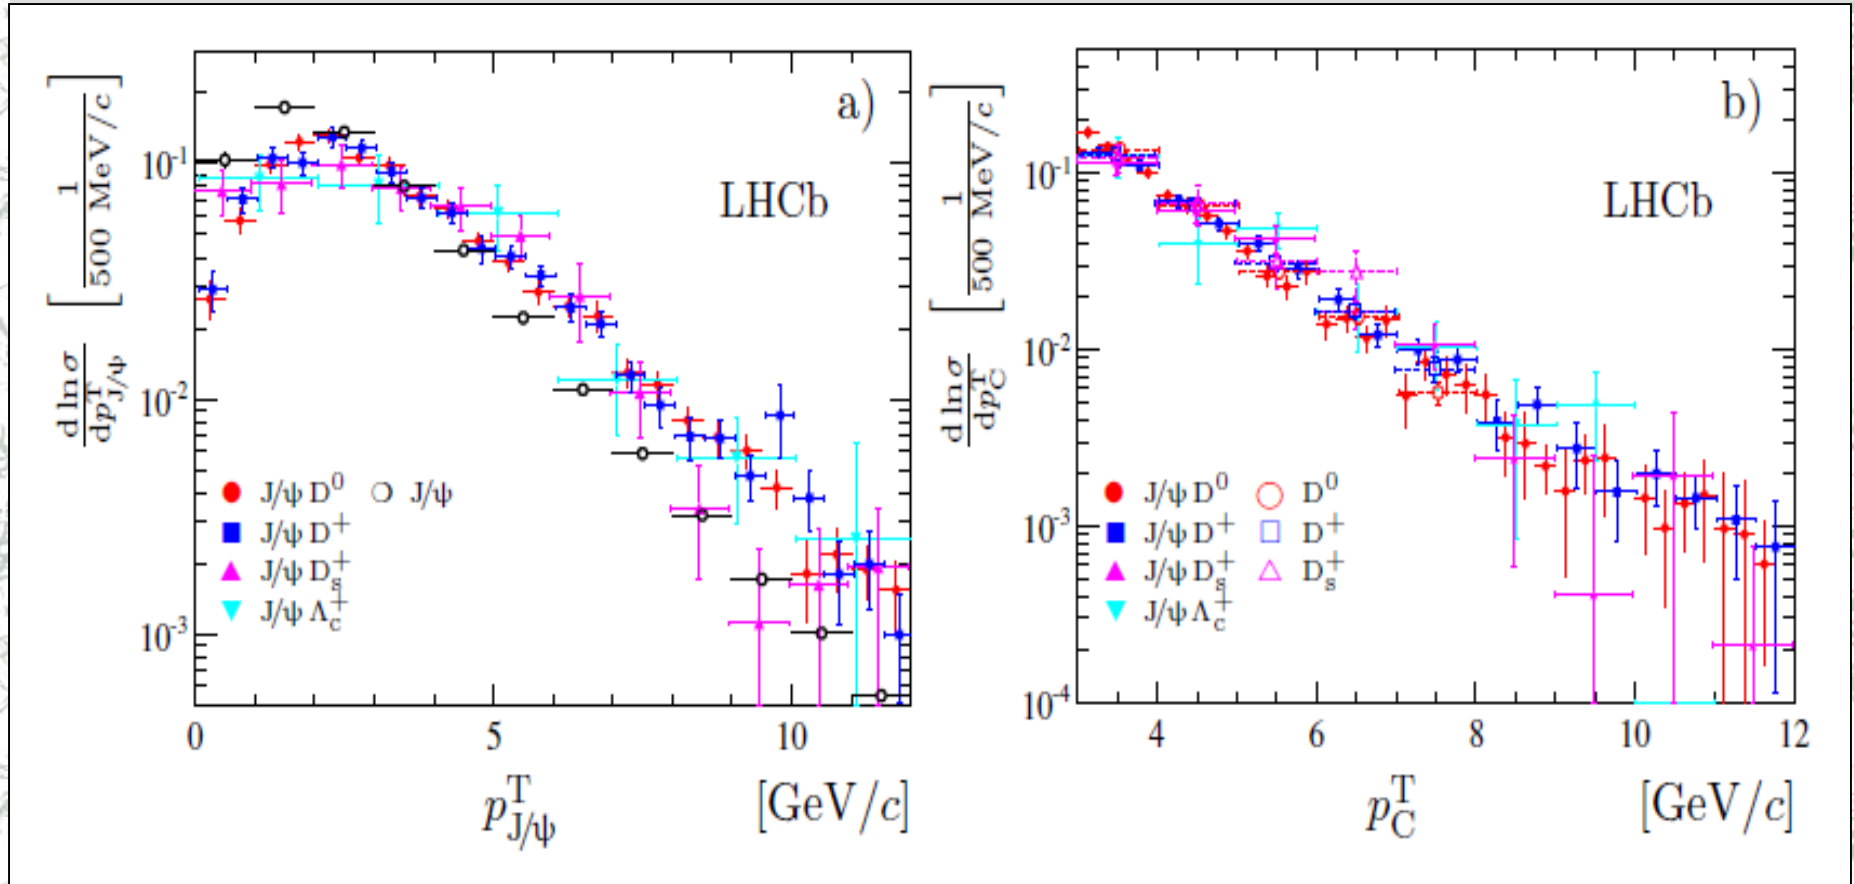 a)
LHCb
d ln σ / dp^T_J/ψ [ 1 / 500 MeV/c ]
10^-1
10^-2
10^-3
J/ψ D^0
J/ψ
J/ψ D^+
J/ψ D_s^+
J/ψ Λ_c^+
0 5 10
p^T_J/ψ [GeV/c]
b)
LHCb
d ln σ / dp^T_C [ 1 / 500 MeV/c ]
10^-1
10^-2
10^-3
10^-4
J/ψ D^0
D^0
J/ψ D^+
D^+
J/ψ D_s^+
D_s^+
J/ψ Λ_c^+
4 6 8 10 12
p^T_C [GeV/c]